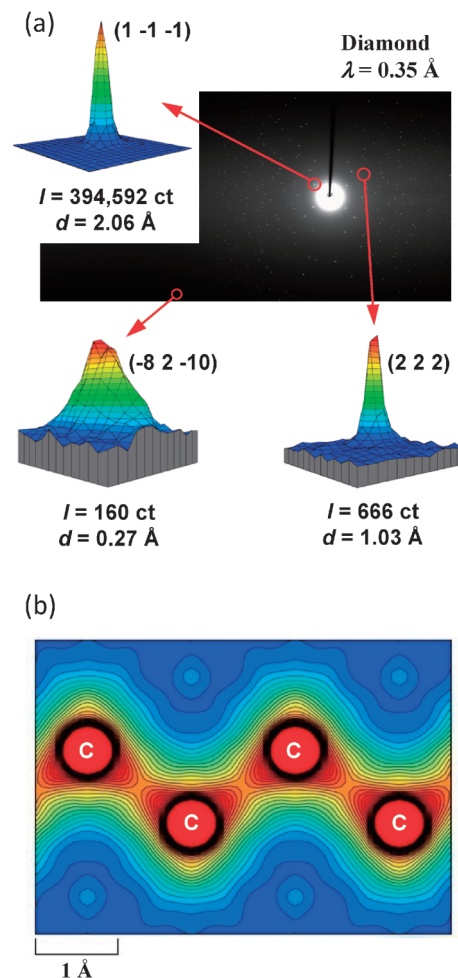 (a)
(1 -1 -1)
Diamond
λ = 0.35 Å
I = 394,592 ct
d = 2.06 Å
(-8 2 -10)
(2 2 2)
I = 160 ct
d = 0.27 Å
I = 666 ct
d = 1.03 Å
(b)
C
C
C
C
1 Å